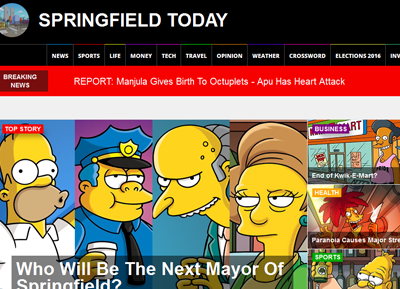 SPRINGFIELD TODAY
NEWS SPORTS LIFE MONEY TECH TRAVEL OPINION WEATHER CROSSWORD ELECTIONS 2016
BREAKING
NEWS
REPORT: Manjula Gives Birth To Octuplets - Apu Has Heart Attack
TOP STORY
Who Will Be The Next Mayor Of
Springfield?
BUSINESS
End of Kwik-E-Mart?
HEALTH
Paranoia Causes Major
SPORTS